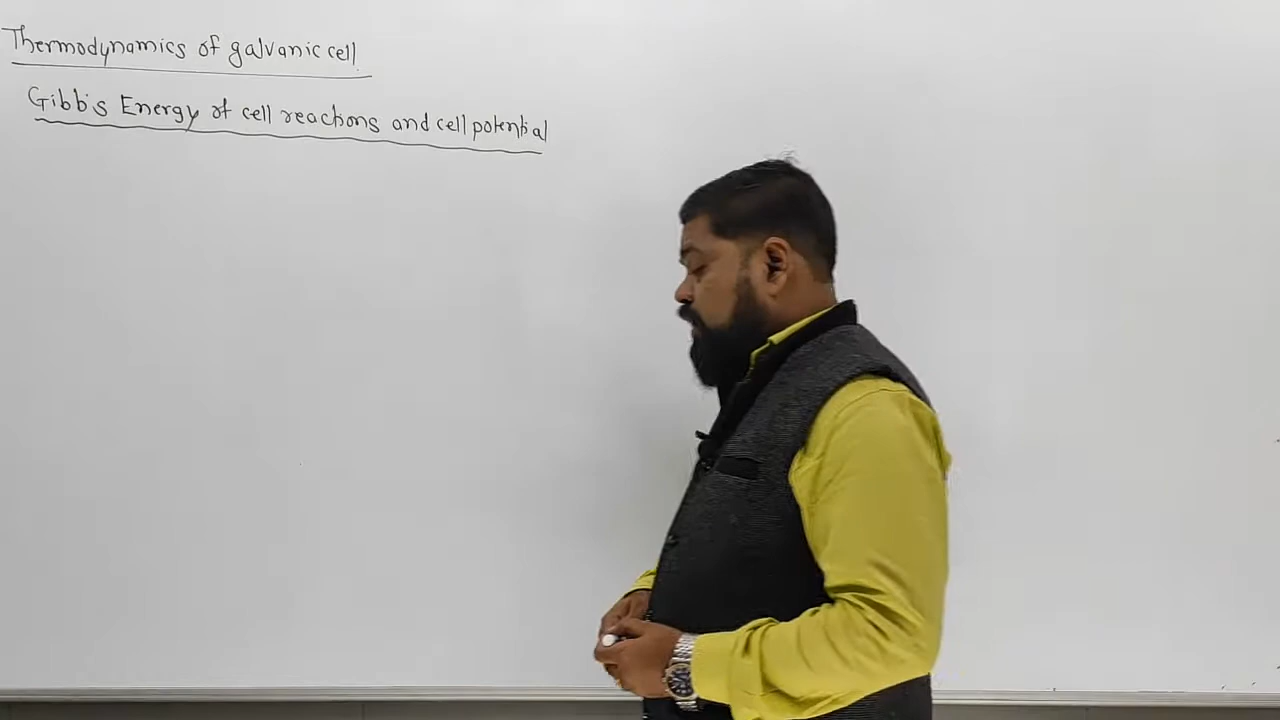 Thermodynamics of galvanic cell.
Gibb's Energy of cell reactions and cell potential